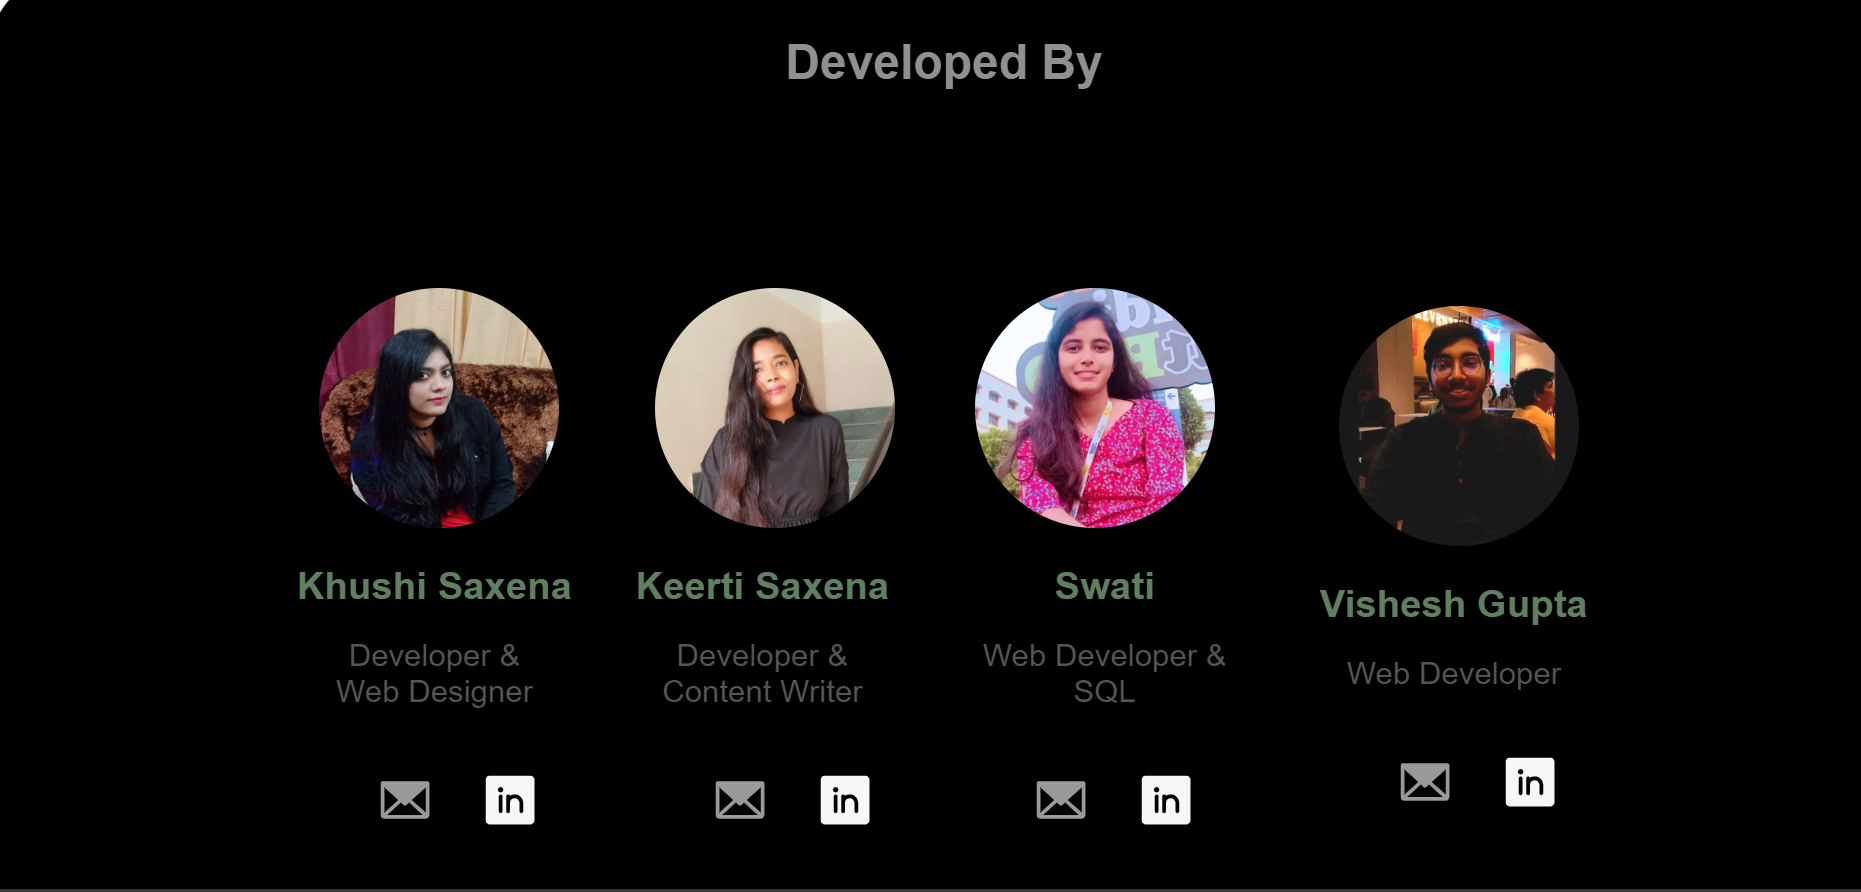 Developed By
Khushi Saxena
Keerti Saxena
Swati
Vishesh Gupta
Developer &
Web Designer
Developer &
Content Writer
Web Developer &
SQL
Web Developer
in
in
in
in